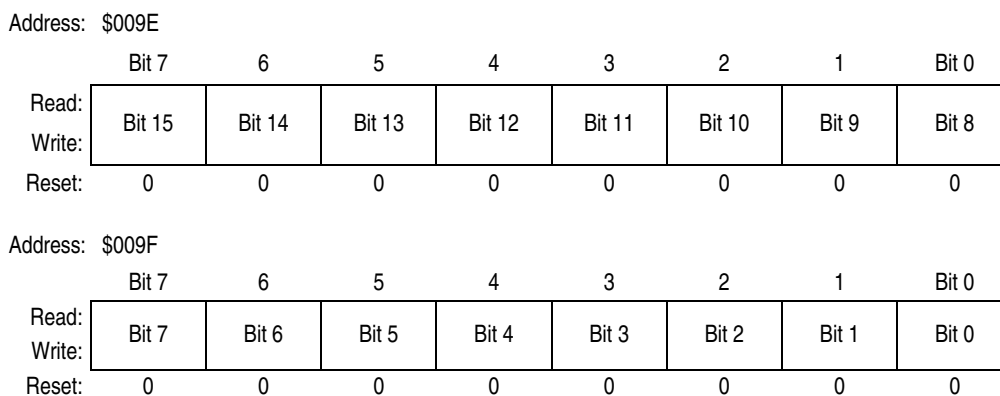 Address: $009E
Bit 7 6 5 4 3 2 1 Bit 0
Read:
Bit 15 Bit 14 Bit 13 Bit 12 Bit 11 Bit 10 Bit 9 Bit 8
Write:
Reset: 0 0 0 0 0 0 0 0
Address: $009F
Bit 7 6 5 4 3 2 1 Bit 0
Read:
Bit 7 Bit 6 Bit 5 Bit 4 Bit 3 Bit 2 Bit 1 Bit 0
Write:
Reset: 0 0 0 0 0 0 0 0